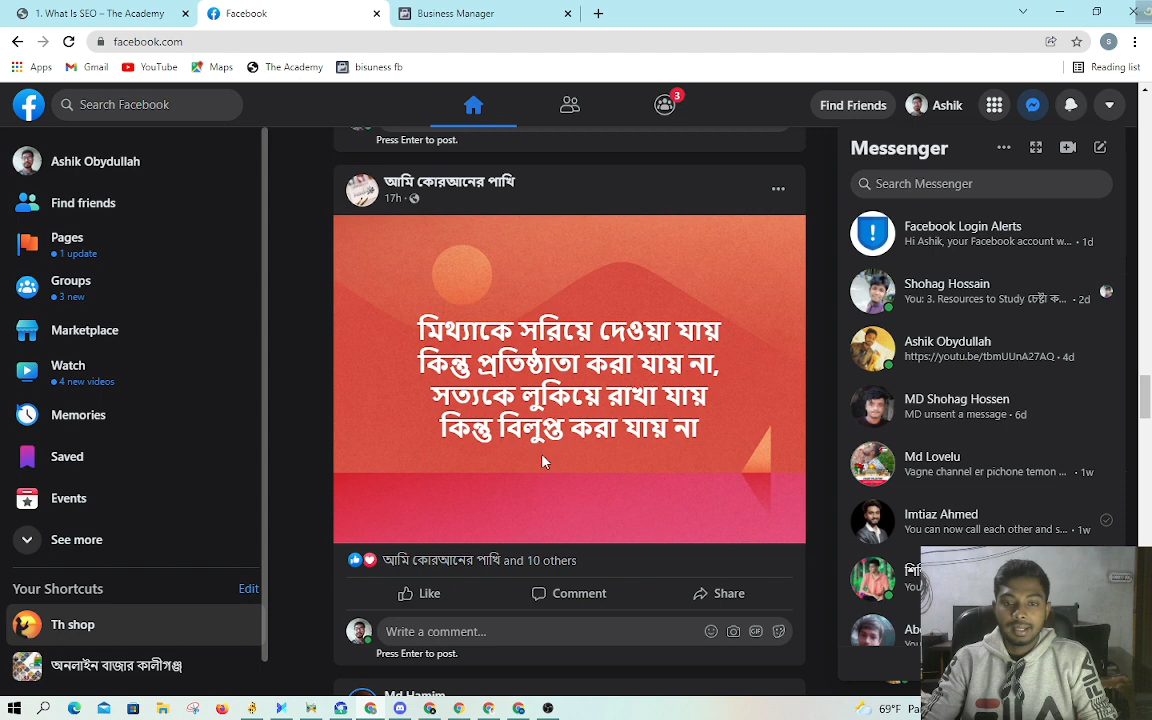 1. What Is SEO – The Academy
Facebook
Business Manager
facebook.com
Apps
Gmail
YouTube
Maps
The Academy
bisuness fb
Reading list
Search Facebook
3
Find Friends
Ashik
Ashik Obydullah
Find friends
Pages
1 update
Groups
3 new
Marketplace
Watch
4 new videos
Memories
Saved
Events
See more
Your Shortcuts
Edit
Th shop
অনলাইন বাজার কালীগঞ্জ
Press Enter to post.
আমি কোরআনের পাখি
17h
মিথ্যাকে সরিয়ে দেওয়া যায়
কিন্তু প্রতিষ্ঠাতা করা যায় না,
সত্যকে লুকিয়ে রাখা যায়
কিন্তু বিলুপ্ত করা যায় না
আমি কোরআনের পাখি and 10 others
Like
Comment
Share
Write a comment...
GIF
Press Enter to post.
Md Hamim
Messenger
Search Messenger
Facebook Login Alerts
Hi Ashik, your Facebook account w... · 1d
Shohag Hossain
You: 3. Resources to Study চেষ্টা ক... · 2d
Ashik Obydullah
https://youtu.be/tbmUUnA27AQ · 4d
MD Shohag Hossen
MD unsent a message · 6d
Md Lovelu
Vagne channel er pichone temon ... · 1w
Imtiaz Ahmed
You can now call each other and s... · 1w
69°F
FILA